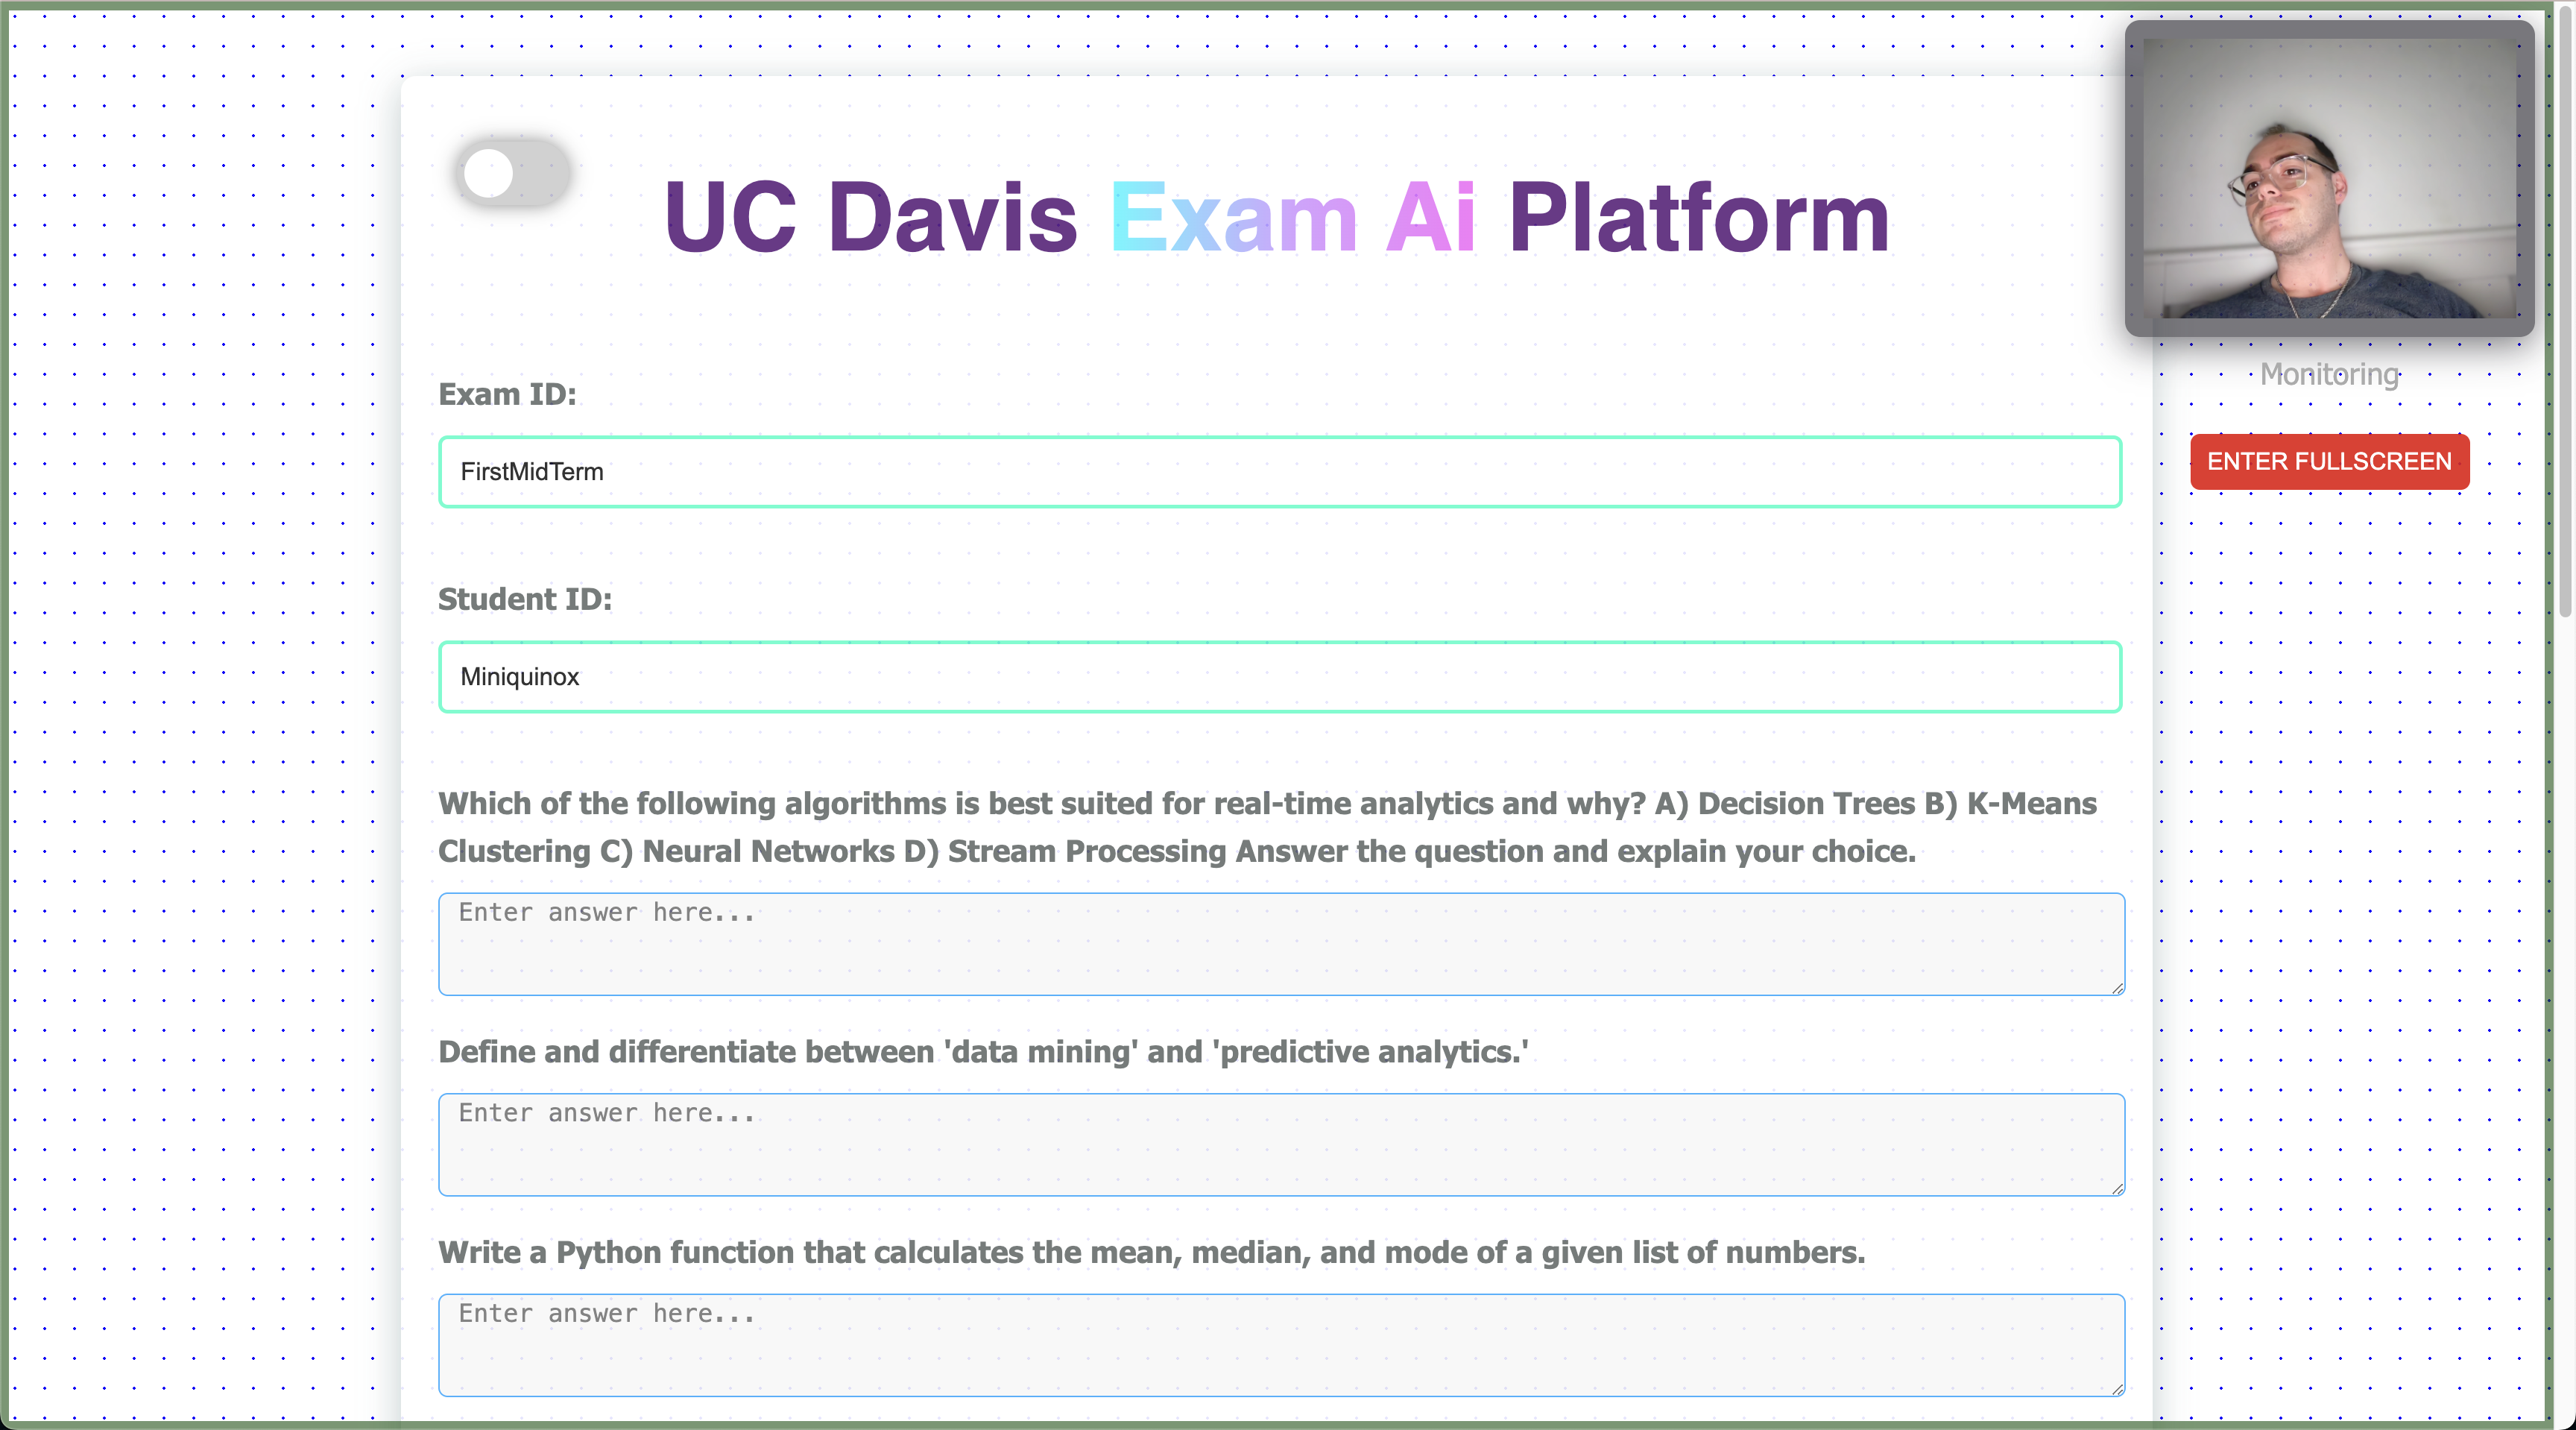 UC Davis Exam Ai Platform
Monitoring
Exam ID:
ENTER FULLSCREEN
FirstMidTerm
Student ID:
Miniquinox
Which of the following algorithms is best suited for real-time analytics and why? A) Decision Trees B) K-Means
Clustering C) Neural Networks D) Stream Processing Answer the question and explain your choice.
Enter answer here...
Define and differentiate between 'data mining' and 'predictive analytics.'
Enter answer here...
Write a Python function that calculates the mean, median, and mode of a given list of numbers.
Enter answer here...